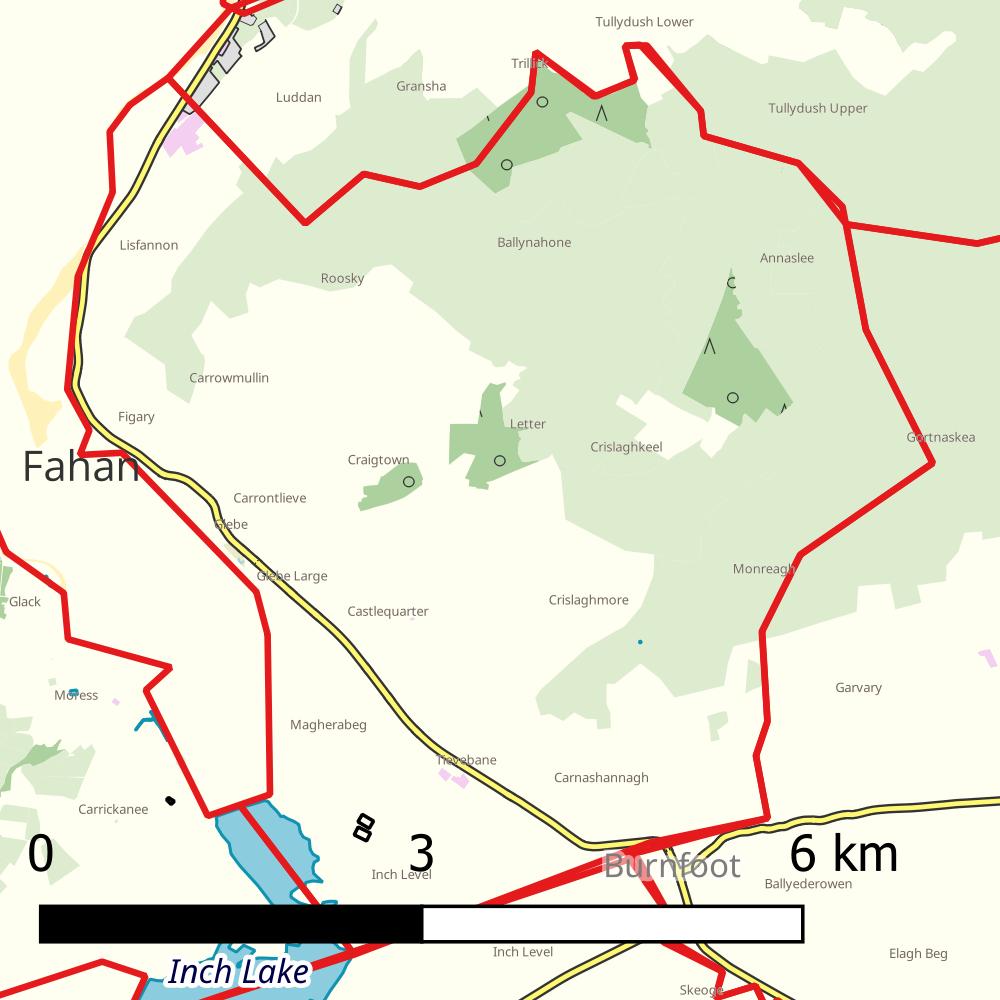 Tullydush Lower
Trillick
Gransha
Luddan
Tullydush Upper
Lisfannon
Ballynahone
Annaslee
Roosky
Carrowmullin
Figary
Letter
Gortnaskea
Crislaghkeel
Craigtown
Fahan
Carrontlieve
Glebe
Monreagh
Glebe Large
Glack
Crislaghmore
Castlequarter
Garvary
Moress
Magherabeg
Tievebane
Carnashannagh
Carrickanee
0 3 6 km
Burnfoot
Inch Level
Ballyederowen
Inch Level
Elagh Beg
Inch Lake
Skeoge